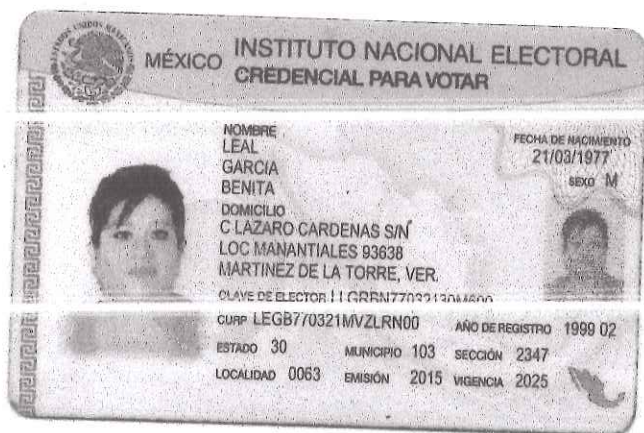 MÉXICO INSTITUTO NACIONAL ELECTORAL
CREDENCIAL PARA VOTAR
NOMBRE
LEAL
GARCIA
BENITA
FECHA DE NACIMIENTO
21/03/1977
SEXO M
DOMICILIO
C LAZARO CARDENAS S/N
LOC MANANTIALES 93638
MARTINEZ DE LA TORRE, VER.
CLAVE DE ELECTOR
CURP LEGB770321MVZLRN00 AÑO DE REGISTRO 1999 02
ESTADO 30 MUNICIPIO 103 SECCIÓN 2347
LOCALIDAD 0063 EMISIÓN 2015 VIGENCIA 2025